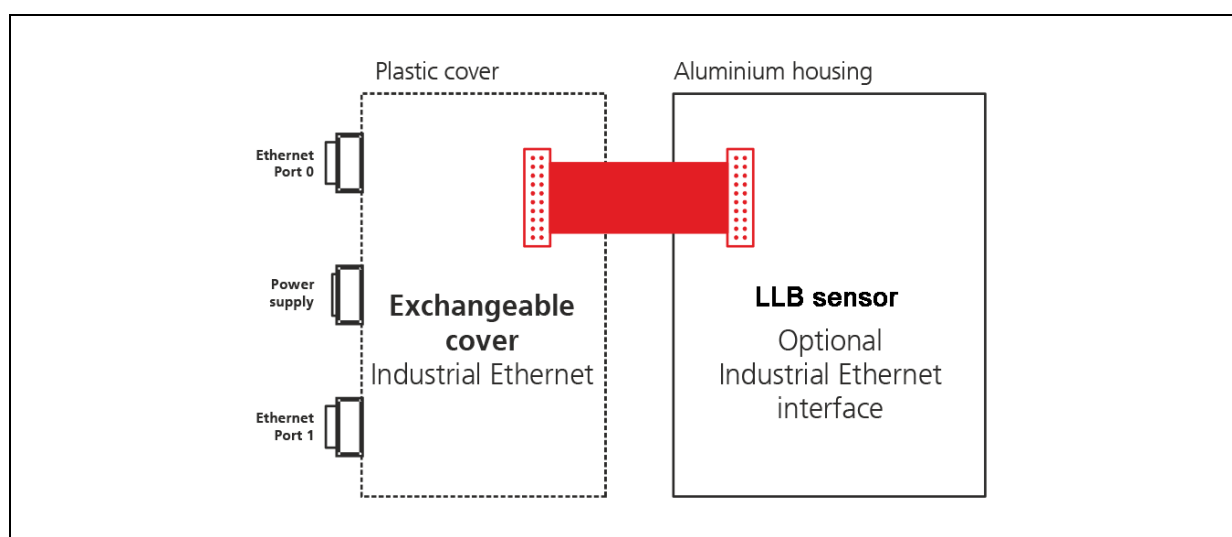 Plastic cover
Aluminium housing
Ethernet
Port 0
Power
supply
Ethernet
Port 1
Exchangeable
cover
Industrial Ethernet
LLB sensor
Optional
Industrial Ethernet
interface